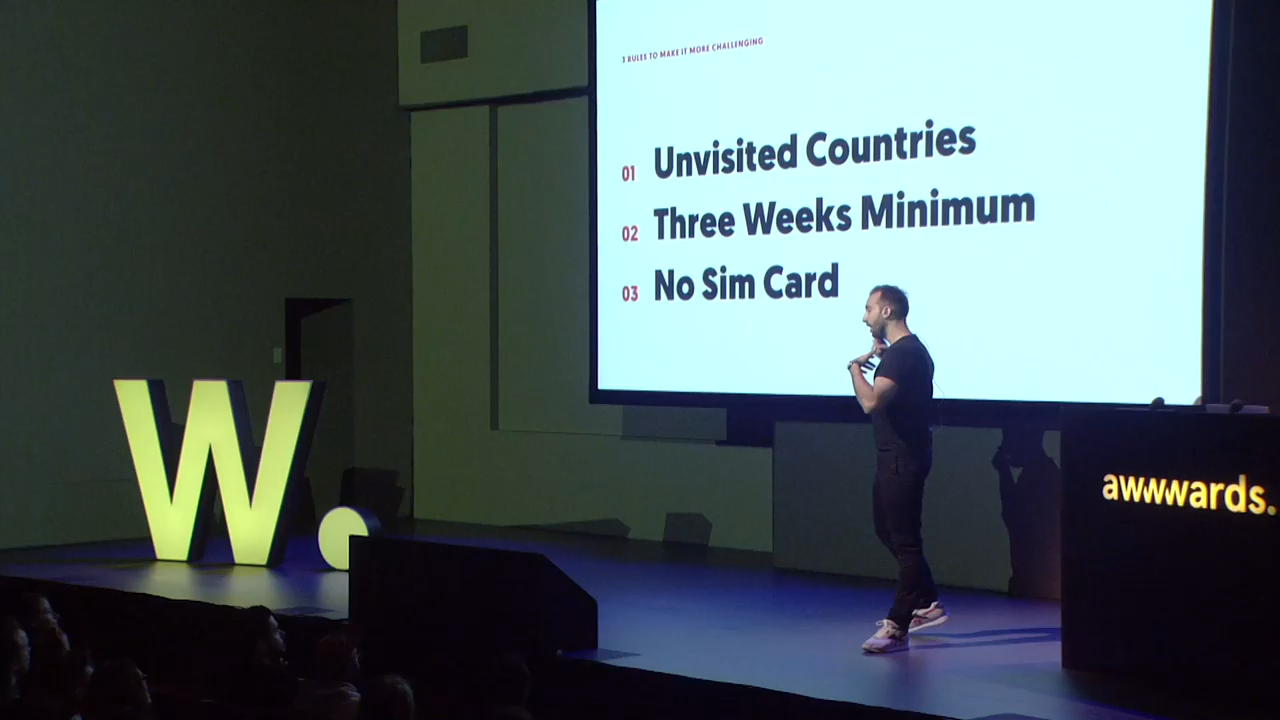 3 RULES TO MAKE IT MORE CHALLENGING
01 Unvisited Countries
02 Three Weeks Minimum
03 No Sim Card
W.
awwwards.